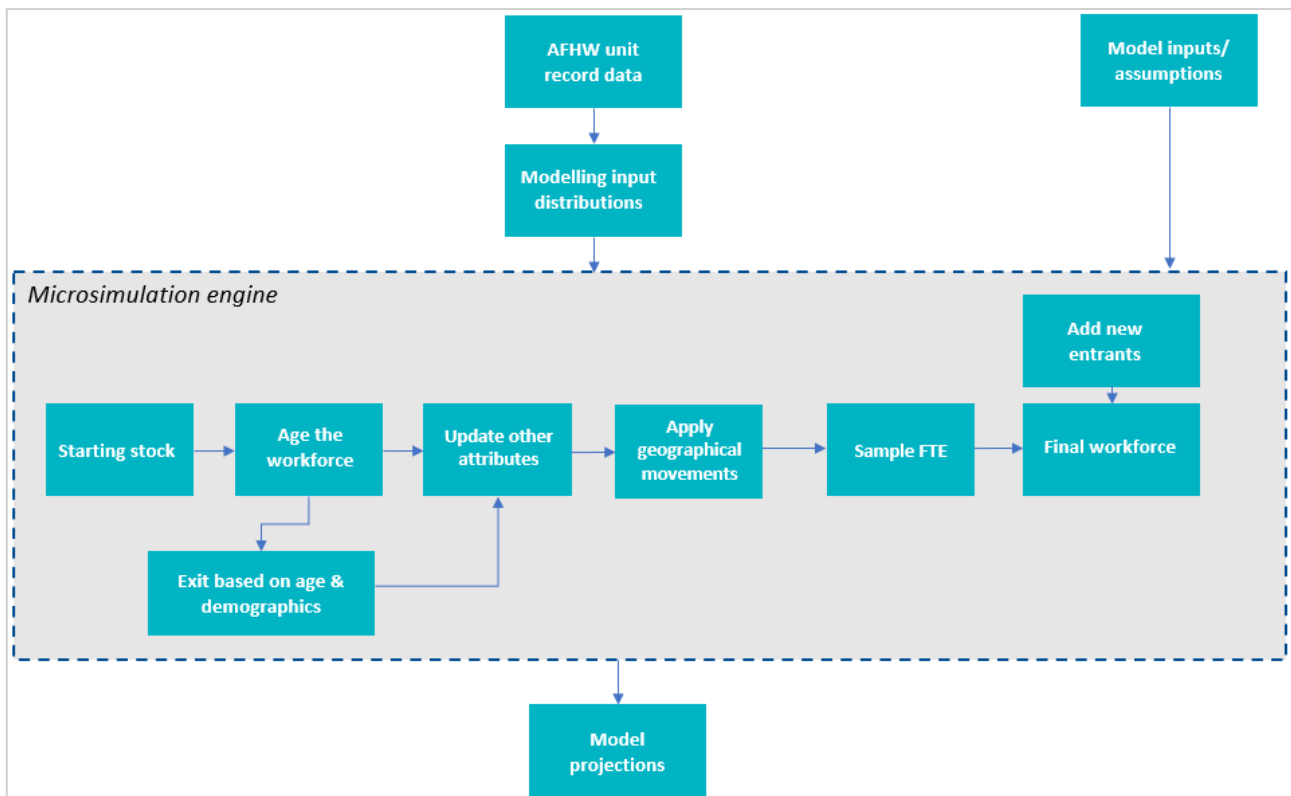 AFHW unit
record data
Model inputs/
assumptions
Modelling input
distributions
Microsimulation engine
Add new
entrants
Starting stock
Age the
workforce
Update other
attributes
Apply
geographical
movements
Sample FTE
Final workforce
Exit based on age &
demographics
Model
projections